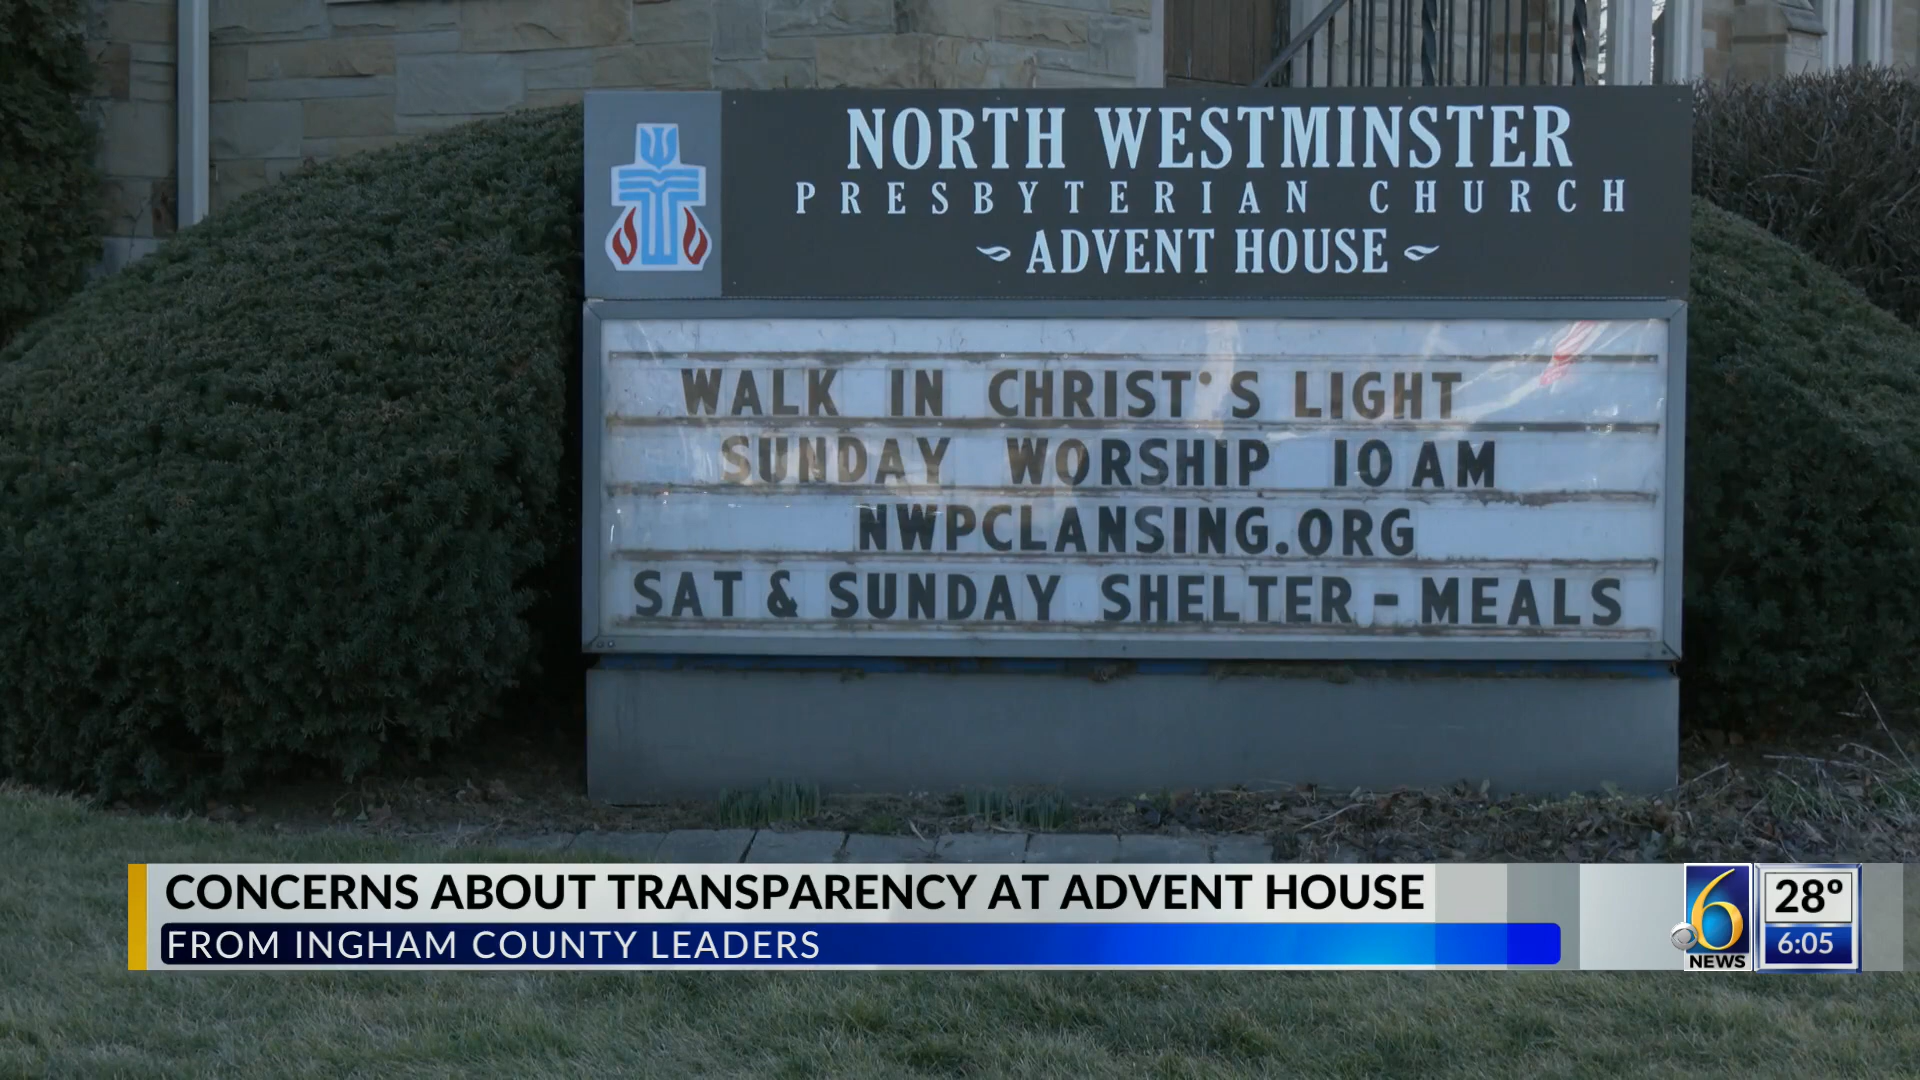 NORTH WESTMINSTER
PRESBYTERIAN CHURCH
ADVENT HOUSE
WALK IN CHRIST'S LIGHT
SUNDAY WORSHIP 10 AM
NWPCLANSING.ORG
SAT & SUNDAY SHELTER - MEALS
CONCERNS ABOUT TRANSPARENCY AT ADVENT HOUSE
FROM INGHAM COUNTY LEADERS
6
NEWS
28º
6:05